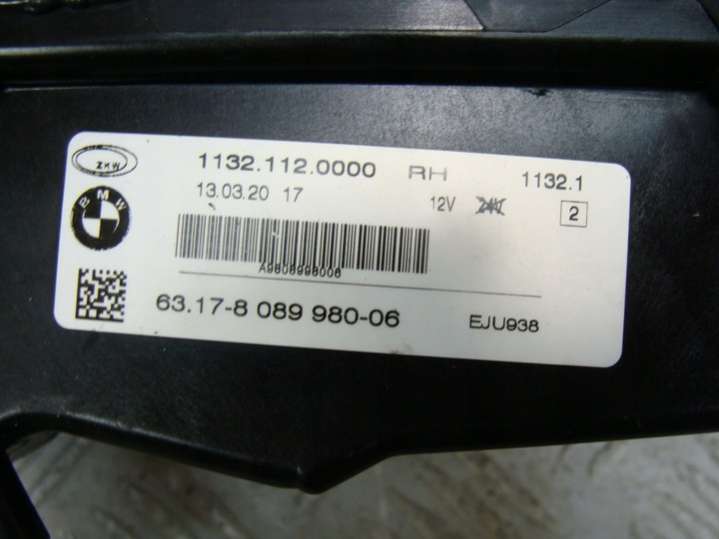 ZKW
1132.112.0000 RH 1132.1
13.03.20 17 12V 24V 2
BMW
A9808998006
63.17-8 089 980-06 EJU938